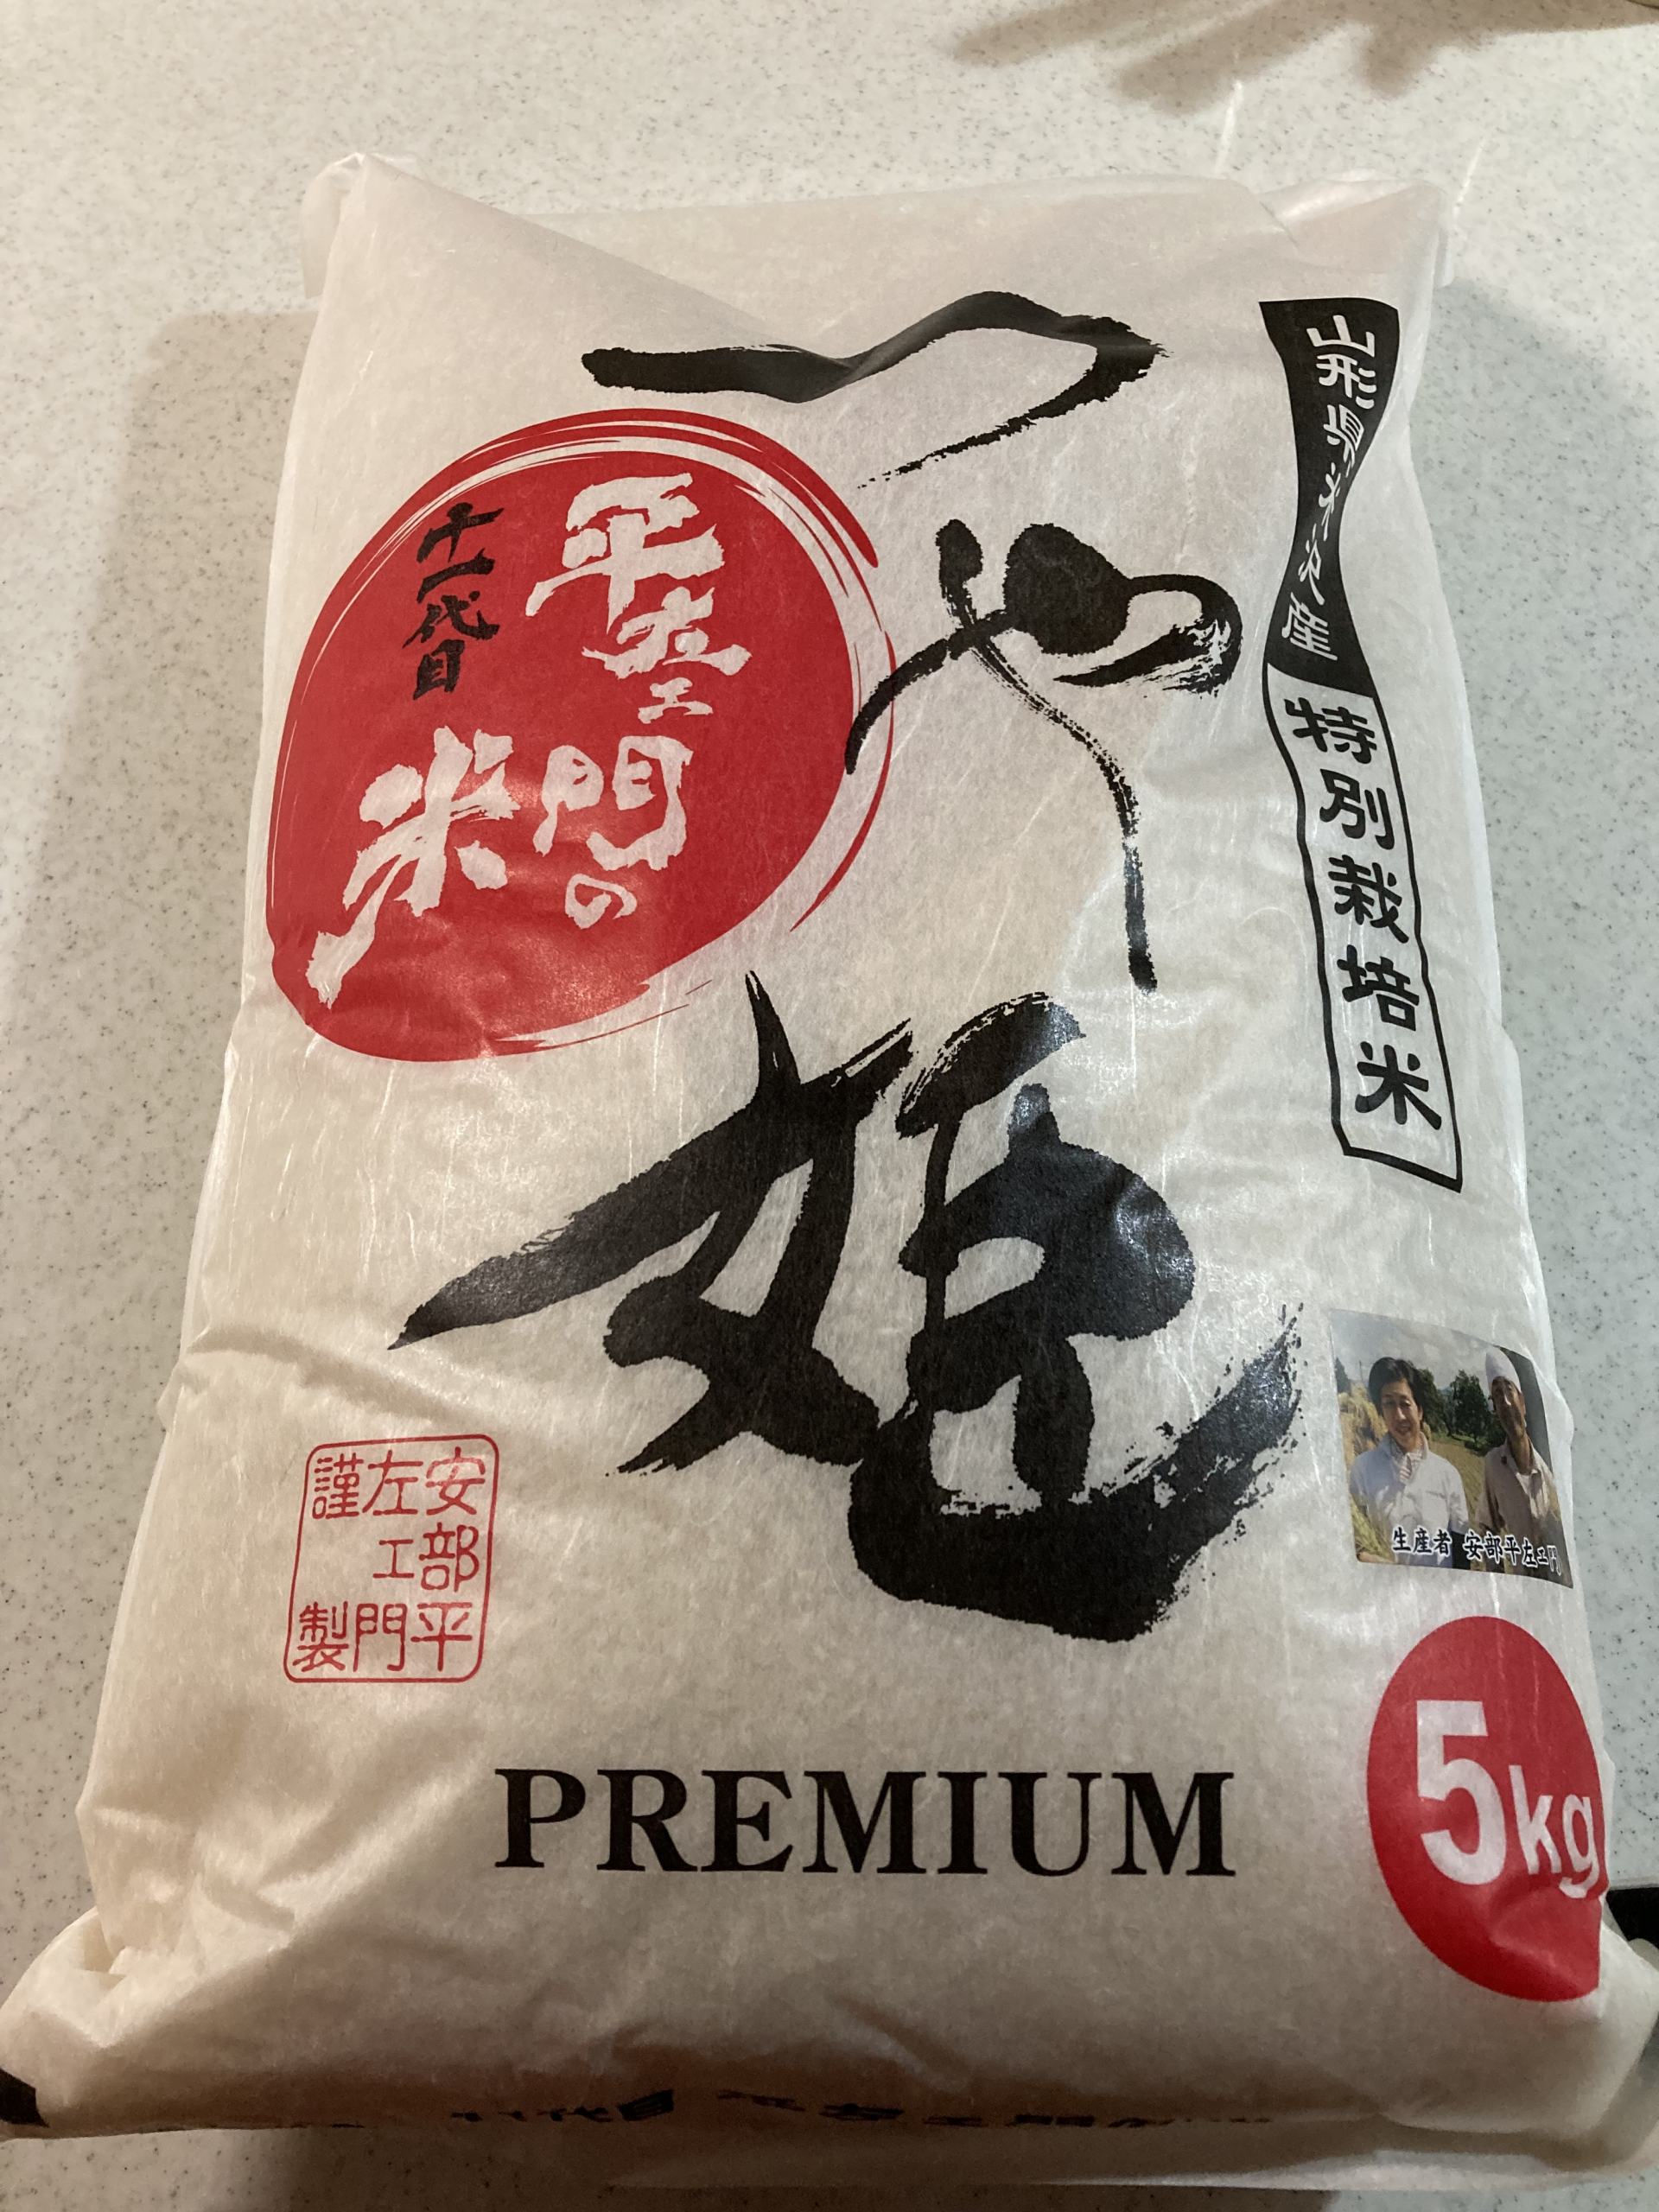 山形県米沢産
特別栽培米
つや姫
十一代目
平左エ門の
米
安部平
左エ門
謹製
生産者 安部平左エ門
PREMIUM
5kg